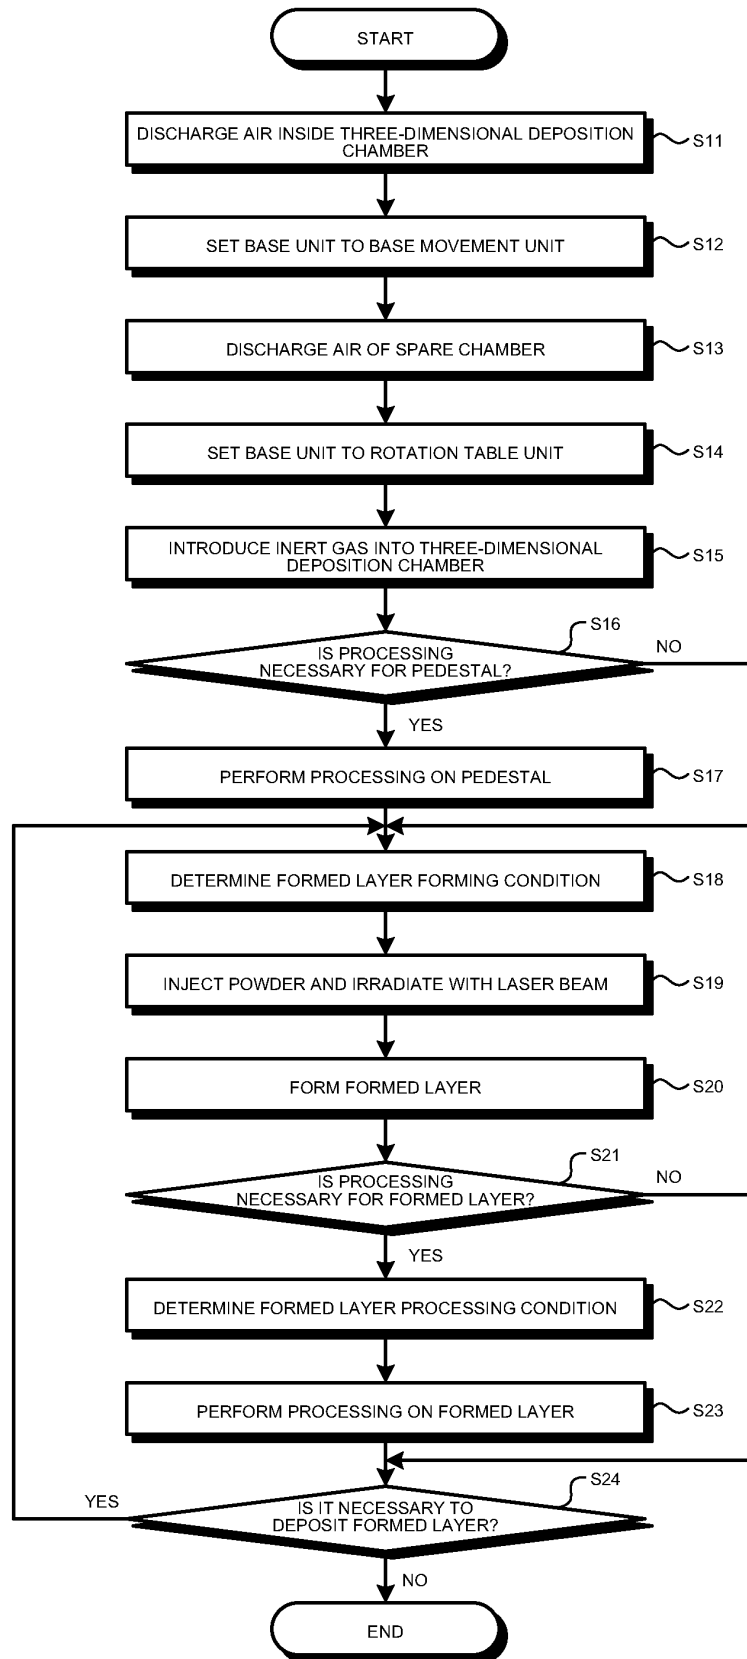 START
DISCHARGE AIR INSIDE THREE-DIMENSIONAL DEPOSITION
CHAMBER
S11
SET BASE UNIT TO BASE MOVEMENT UNIT
S12
DISCHARGE AIR OF SPARE CHAMBER
S13
SET BASE UNIT TO ROTATION TABLE UNIT
S14
INTRODUCE INERT GAS INTO THREE-DIMENSIONAL
DEPOSITION CHAMBER
S15
S16
IS PROCESSING
NECESSARY FOR PEDESTAL?
NO
YES
PERFORM PROCESSING ON PEDESTAL
S17
DETERMINE FORMED LAYER FORMING CONDITION
S18
INJECT POWDER AND IRRADIATE WITH LASER BEAM
S19
FORM FORMED LAYER
S20
S21
IS PROCESSING
NECESSARY FOR FORMED LAYER?
NO
YES
DETERMINE FORMED LAYER PROCESSING CONDITION
S22
PERFORM PROCESSING ON FORMED LAYER
S23
S24
YES
IS IT NECESSARY TO
DEPOSIT FORMED LAYER?
NO
END